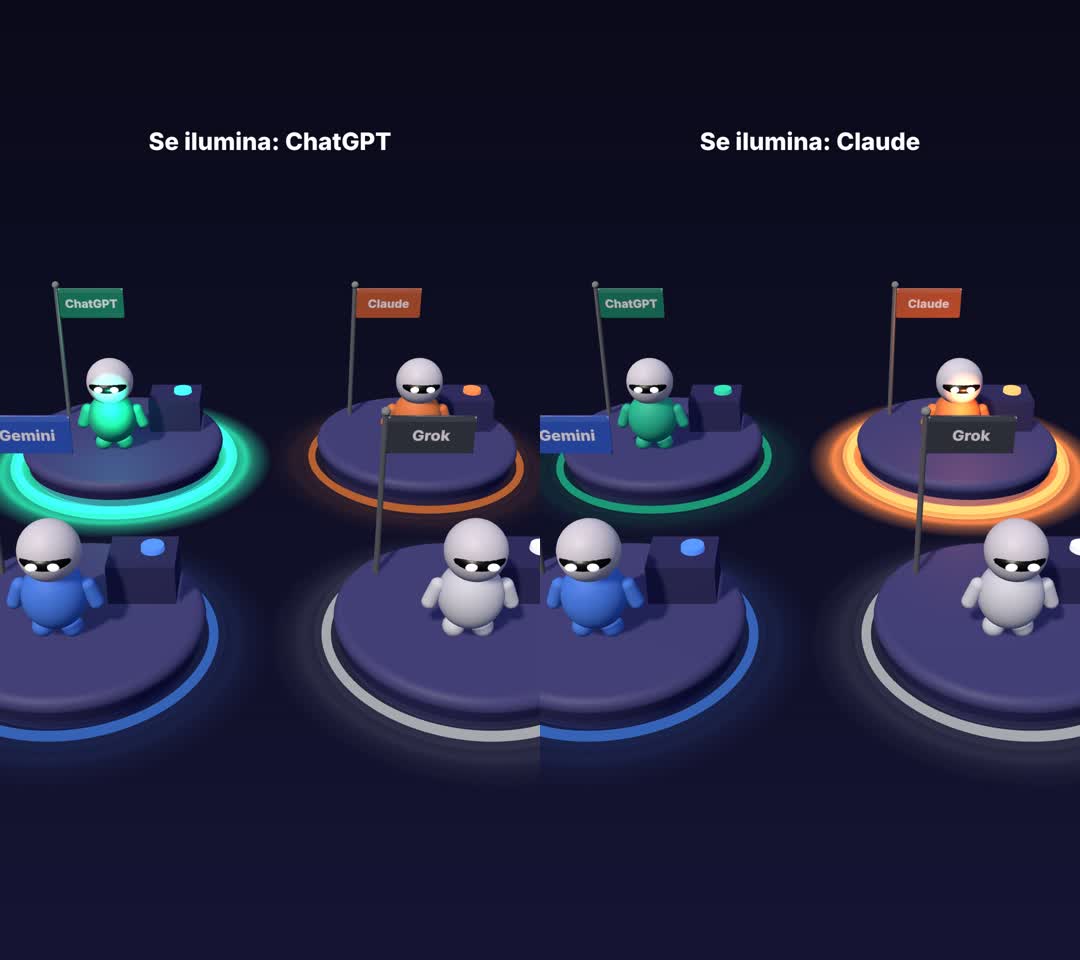 Se ilumina: ChatGPT
Se ilumina: Claude
ChatGPT
Claude
ChatGPT
Claude
Gemini
Grok
Gemini
Grok